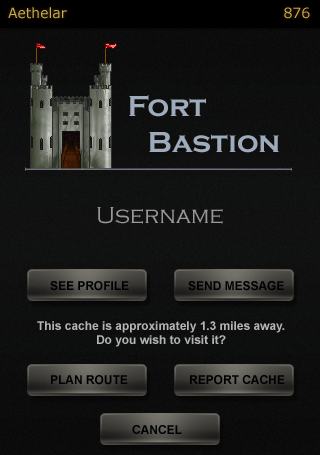 Aethelar 876
Fort
Bastion
Username
SEE PROFILE SEND MESSAGE
This cache is approximately 1.3 miles away.
Do you wish to visit it?
PLAN ROUTE REPORT CACHE
CANCEL